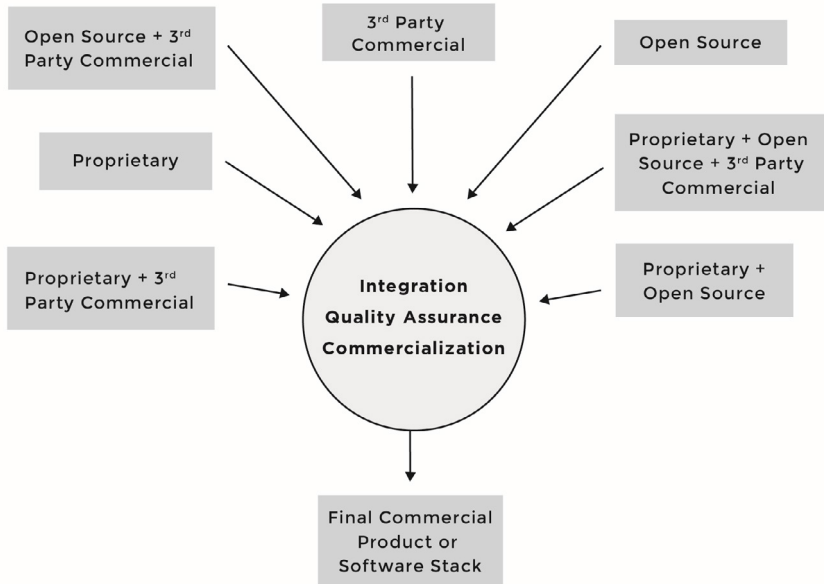 Open Source + 3rd
Party Commercial
3rd Party
Commercial
Open Source
Proprietary
Proprietary + Open
Source + 3rd Party
Commercial
Proprietary + 3rd
Party Commercial
Integration
Quality Assurance
Commercialization
Proprietary +
Open Source
Final Commercial
Product or
Software Stack